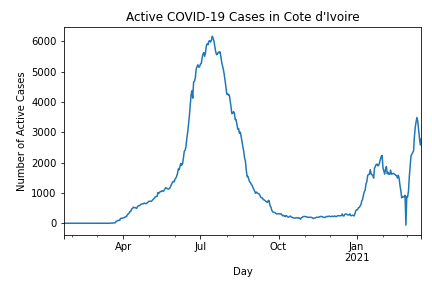 Active COVID-19 Cases in Cote d'Ivoire
Number of Active Cases
6000
5000
4000
3000
2000
1000
0
Apr
Jul
Oct
Jan
2021
Day